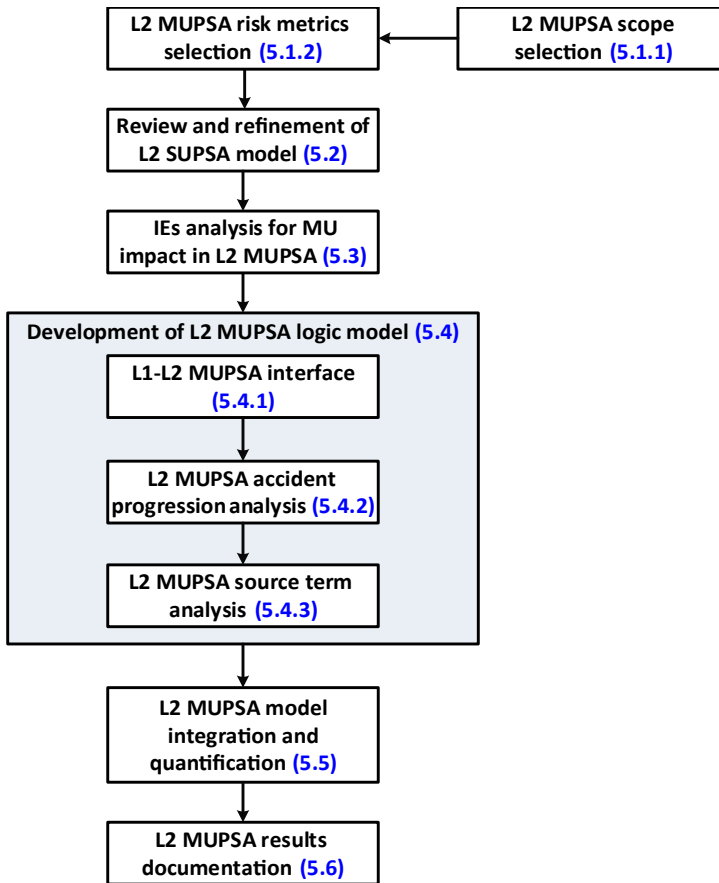 L2 MUPSA risk metrics
selection (5.1.2)
L2 MUPSA scope
selection (5.1.1)
Review and refinement of
L2 SUPSA model (5.2)
IEs analysis for MU
impact in L2 MUPSA (5.3)
Development of L2 MUPSA logic model (5.4)
L1-L2 MUPSA interface
(5.4.1)
L2 MUPSA accident
progression analysis (5.4.2)
L2 MUPSA source term
analysis (5.4.3)
L2 MUPSA model
integration and
quantification (5.5)
L2 MUPSA results
documentation (5.6)